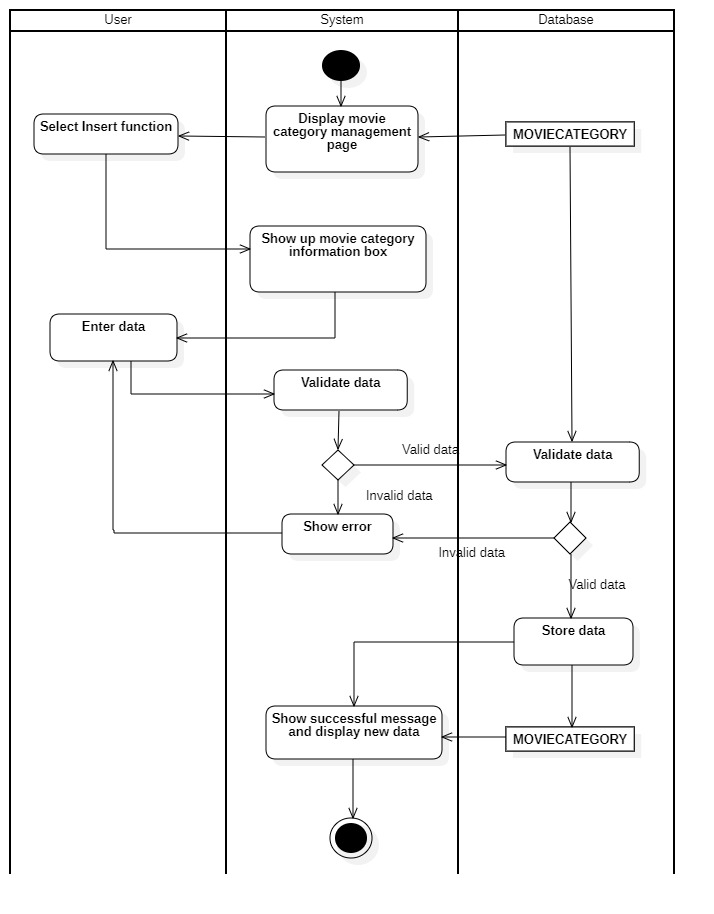 User
System
Database
Display movie
category management
page
Select Insert function
MOVIECATEGORY
Show up movie category
information box
Enter data
Validate data
Valid data
Validate data
Invalid data
Show error
Invalid data
Valid data
Store data
Show successful message
and display new data
MOVIECATEGORY